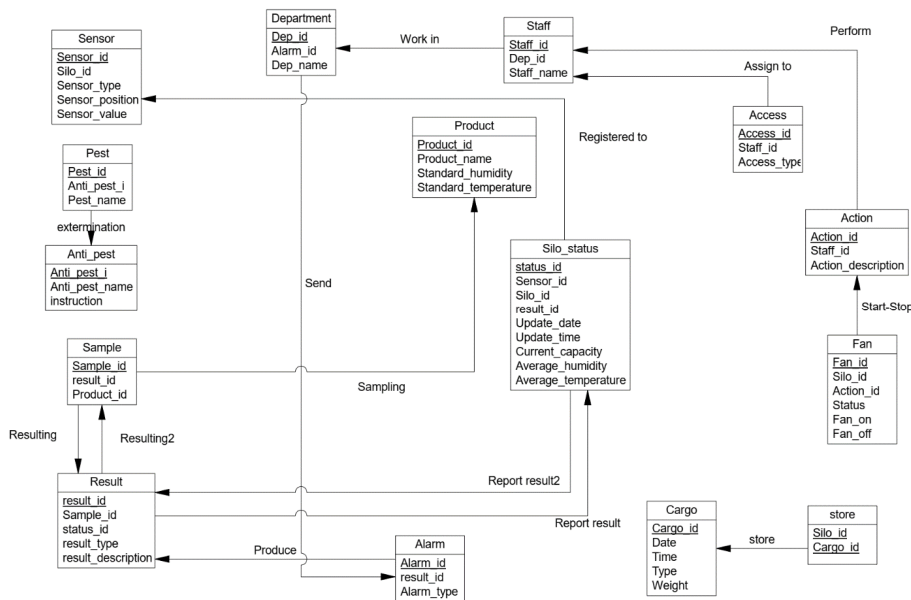 Department
Dep_id
Alarm_id
Dep_name
Work in
Staff
Staff_id
Dep_id
Staff_name
Perform
Assign to
Sensor
Sensor_id
Silo_id
Sensor_type
Sensor_position
Sensor_value
Access
Access_id
Staff_id
Access_type
Product
Product_id
Product_name
Standard_humidity
Standard_temperature
Registered to
Pest
Pest_id
Anti_pest_i
Pest_name
extermination
Anti_pest
Anti_pest_i
Anti_pest_name
instruction
Send
Silo_status
status_id
Sensor_id
Silo_id
result_id
Update_date
Update_time
Current_capacity
Average_humidity
Average_temperature
Action
Action_id
Staff_id
Action_description
Start-Stop
Fan
Fan_id
Silo_id
Action_id
Status
Fan_on
Fan_off
Sample
Sample_id
result_id
Product_id
Sampling
Resulting
Resulting2
Result
result_id
Sample_id
status_id
result_type
result_description
Report result2
Report result
Produce
Alarm
Alarm_id
result_id
Alarm_type
Cargo
Cargo_id
Date
Time
Type
Weight
store
store
Silo_id
Cargo_id